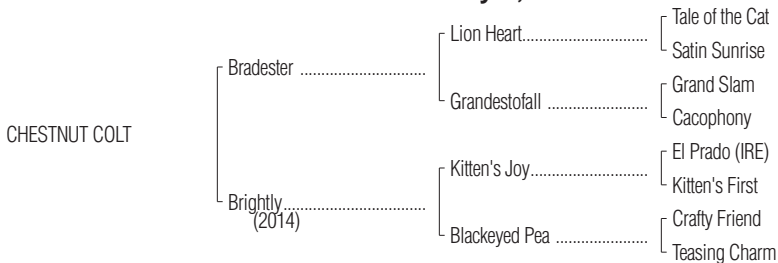 Tale of the Cat
Lion Heart..............................
Satin Sunrise
Bradester ..............................
Grand Slam
Grandestofall ........................
Cacophony
CHESTNUT COLT
El Prado (IRE)
Kitten's Joy............................
Kitten's First
Brightly..................................
(2014)
Crafty Friend
Blackeyed Pea ......................
Teasing Charm